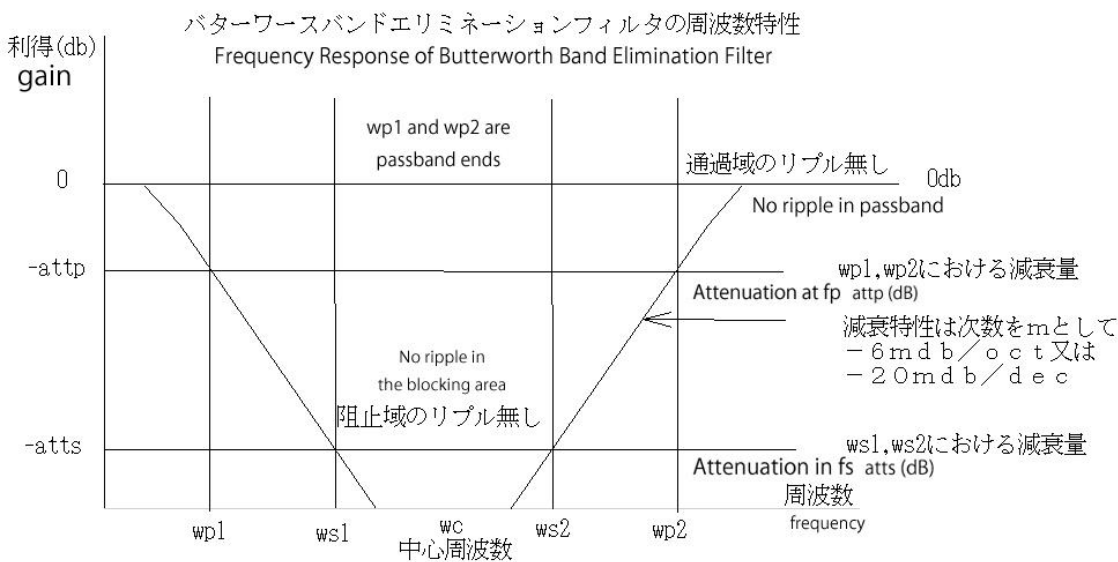 バターワースバンドエリミネーションフィルタの周波数特性
Frequency Response of Butterworth Band Elimination Filter
利得(db)
gain
wp1 and wp2 are
passband ends
通過域のリプル無し
0
0db
No ripple in passband
-attp
wp1,wp2における減衰量
Attenuation at fp attp (dB)
減衰特性は次数をmとして
－６ｍｄｂ／ｏｃｔ又は
－２０ｍｄｂ／ｄｅｃ
No ripple in
the blocking area
阻止域のリプル無し
-atts
ws1,ws2における減衰量
Attenuation in fs atts (dB)
周波数
frequency
wp1
ws1
wc
ws2
wp2
中心周波数